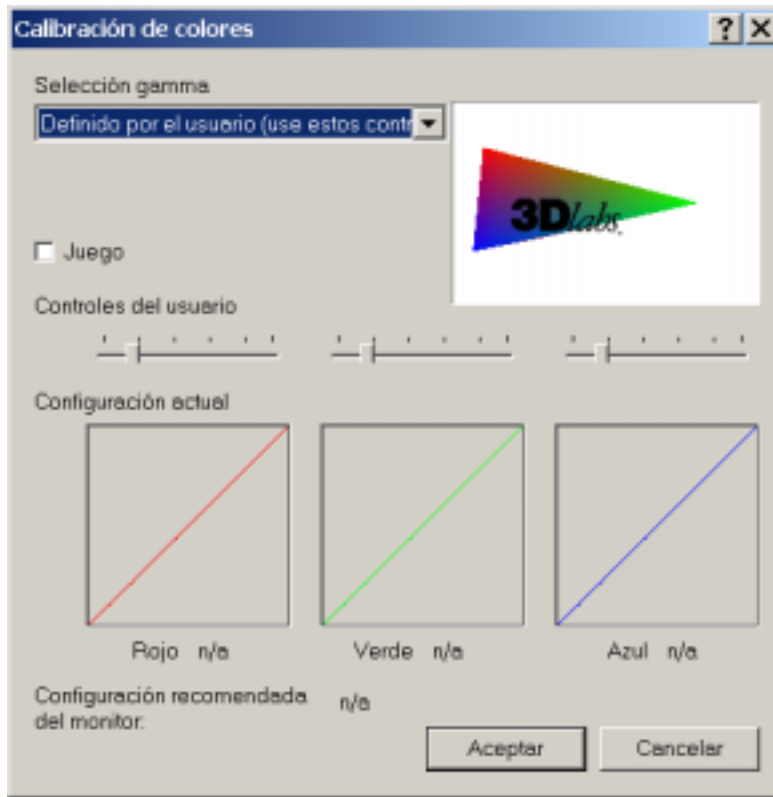 Calibración de colores
Selección gamma
Definido por el usuario (use estos contr
3Dlabs.
Juego
Controles del usuario
Configuración actual
Rojo n/a
Verde n/a
Azul n/a
Configuración recomendada
del monitor:
n/a
Aceptar
Cancelar